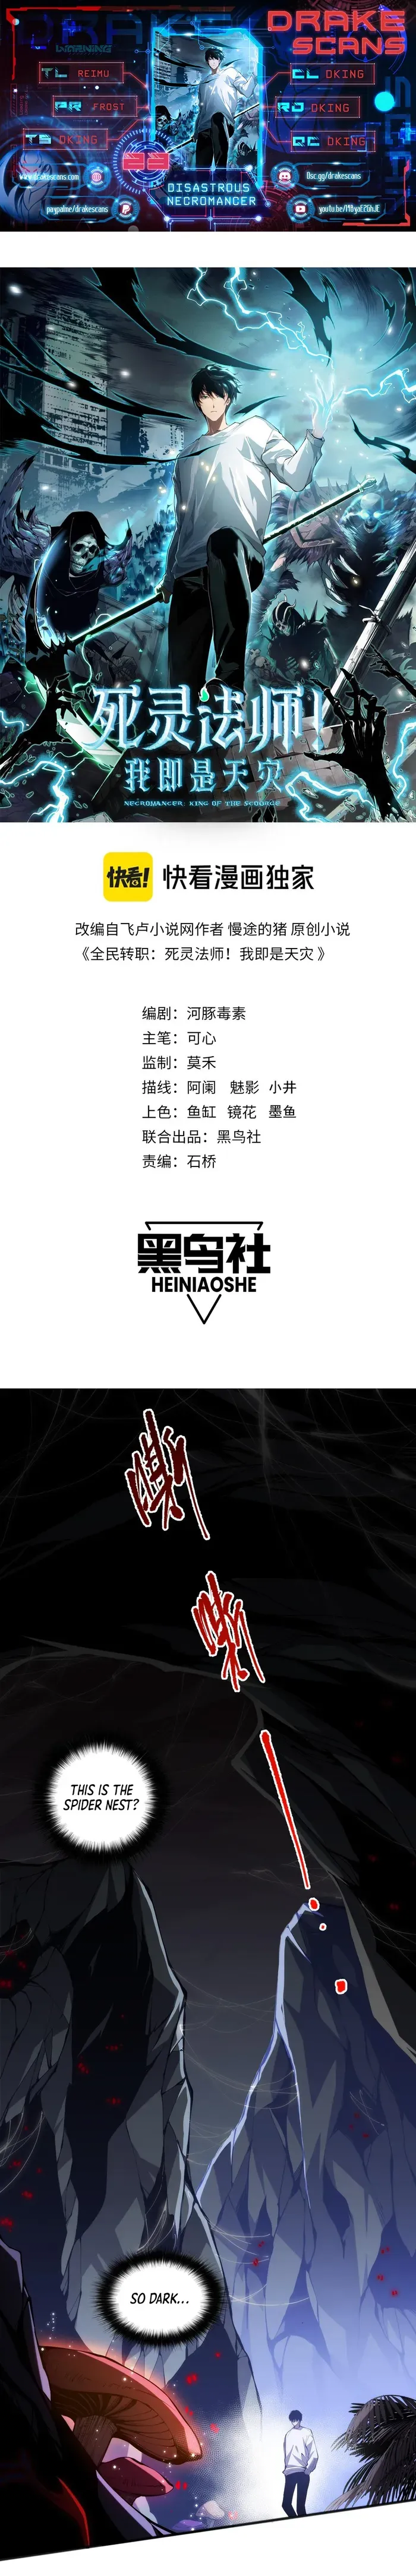 DRAKE
SCANS
TL REIMU
CL DKING
PR FROST
RD DKING
TS DKING
QC DKING
www.drakescans.com
Dsc.gg/drakescans
DISASTROUS
NECROMANCER
死灵法师!
我即是天灾
NECROMANCER: KING OF THE SCOURGE
快看!
快看漫画独家
改编自飞卢小说网作者 慢途的猪 原创小说
《全民转职：死灵法师！我即是天灾 》
编剧：河豚毒素
主笔：可心
监制：莫禾
描线：阿阑 魅影 小井
上色：鱼缸 镜花 墨鱼
联合出品：黑鸟社
责编：石桥
黑鸟社
HEINIAOSHE
THIS IS THE
SPIDER NEST?
SO DARK...